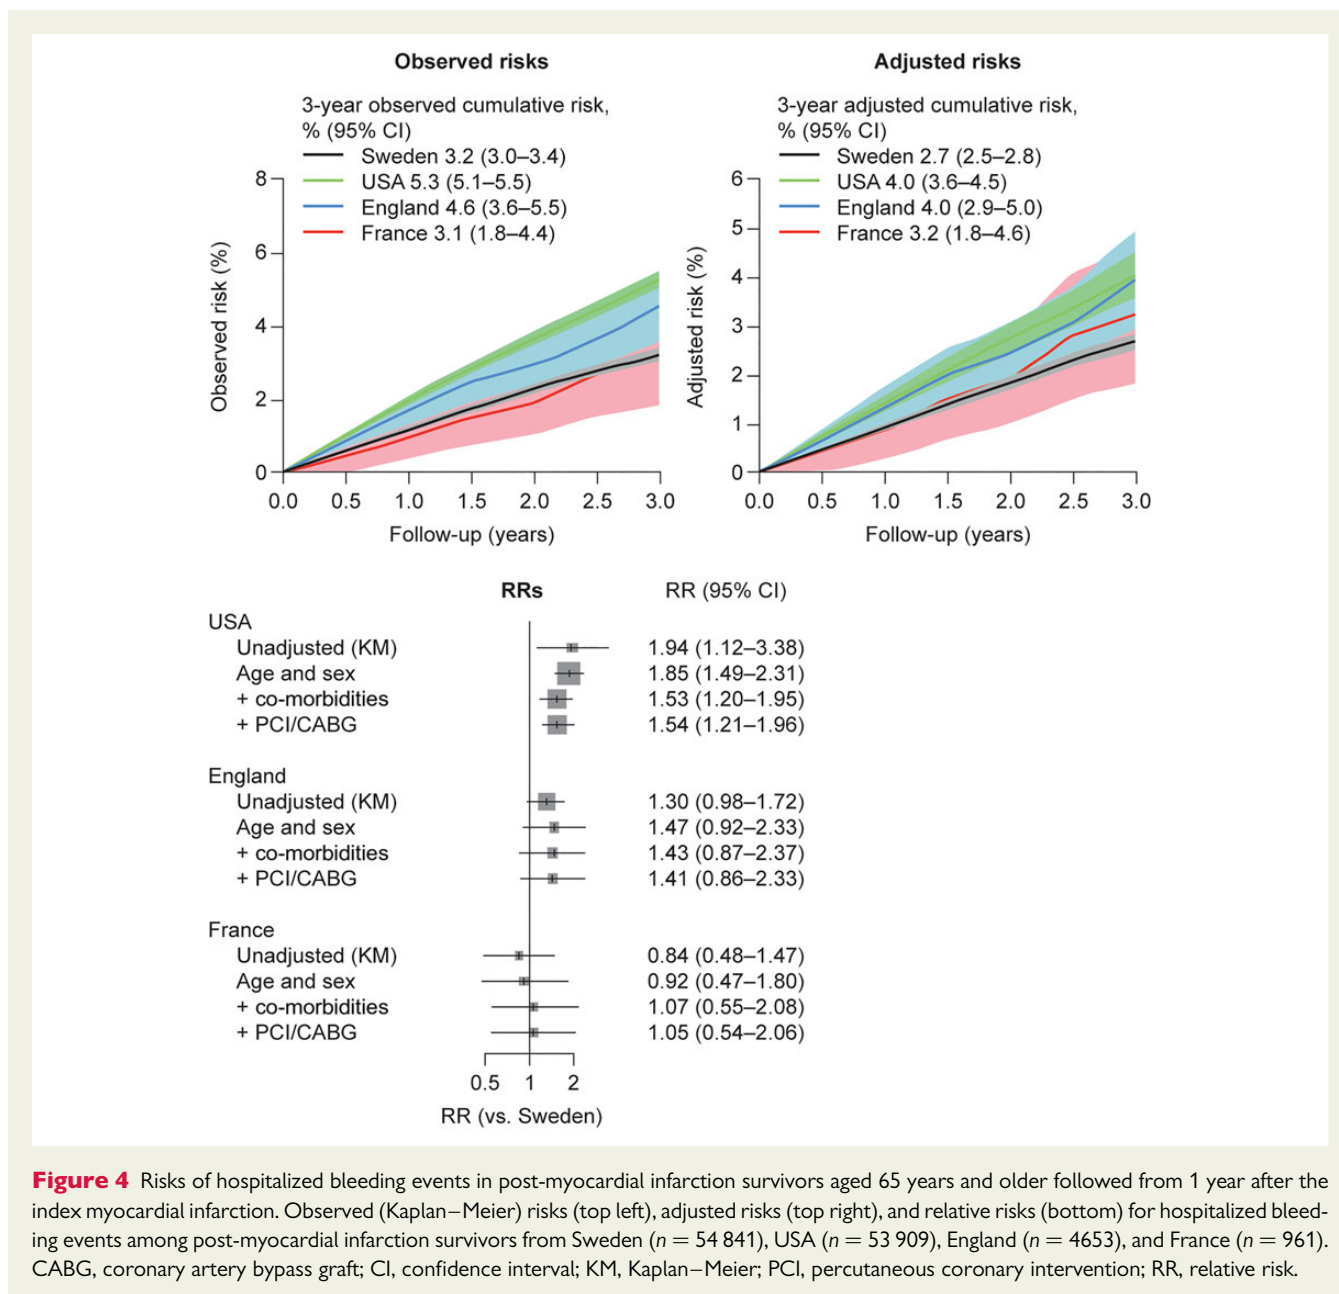 Observed risks
3-year observed cumulative risk,
% (95% CI)
Sweden 3.2 (3.0–3.4)
USA 5.3 (5.1–5.5)
England 4.6 (3.6–5.5)
France 3.1 (1.8–4.4)
8
6
4
2
0
Observed risk (%)
0.0 0.5 1.0 1.5 2.0 2.5 3.0
Follow-up (years)
Adjusted risks
3-year adjusted cumulative risk,
% (95% CI)
Sweden 2.7 (2.5–2.8)
USA 4.0 (3.6–4.5)
England 4.0 (2.9–5.0)
France 3.2 (1.8–4.6)
6
5
4
3
2
1
0
Adjusted risk (%)
0.0 0.5 1.0 1.5 2.0 2.5 3.0
Follow-up (years)
RRs RR (95% CI)
USA
Unadjusted (KM) 1.94 (1.12–3.38)
Age and sex 1.85 (1.49–2.31)
+ co-morbidities 1.53 (1.20–1.95)
+ PCI/CABG 1.54 (1.21–1.96)
England
Unadjusted (KM) 1.30 (0.98–1.72)
Age and sex 1.47 (0.92–2.33)
+ co-morbidities 1.43 (0.87–2.37)
+ PCI/CABG 1.41 (0.86–2.33)
France
Unadjusted (KM) 0.84 (0.48–1.47)
Age and sex 0.92 (0.47–1.80)
+ co-morbidities 1.07 (0.55–2.08)
+ PCI/CABG 1.05 (0.54–2.06)
0.5 1 2
RR (vs. Sweden)
Figure 4 Risks of hospitalized bleeding events in post-myocardial infarction survivors aged 65 years and older followed from 1 year after the
index myocardial infarction. Observed (Kaplan–Meier) risks (top left), adjusted risks (top right), and relative risks (bottom) for hospitalized bleed-
ing events among post-myocardial infarction survivors from Sweden (n = 54 841), USA (n = 53 909), England (n = 4653), and France (n = 961).
CABG, coronary artery bypass graft; CI, confidence interval; KM, Kaplan–Meier; PCI, percutaneous coronary intervention; RR, relative risk.